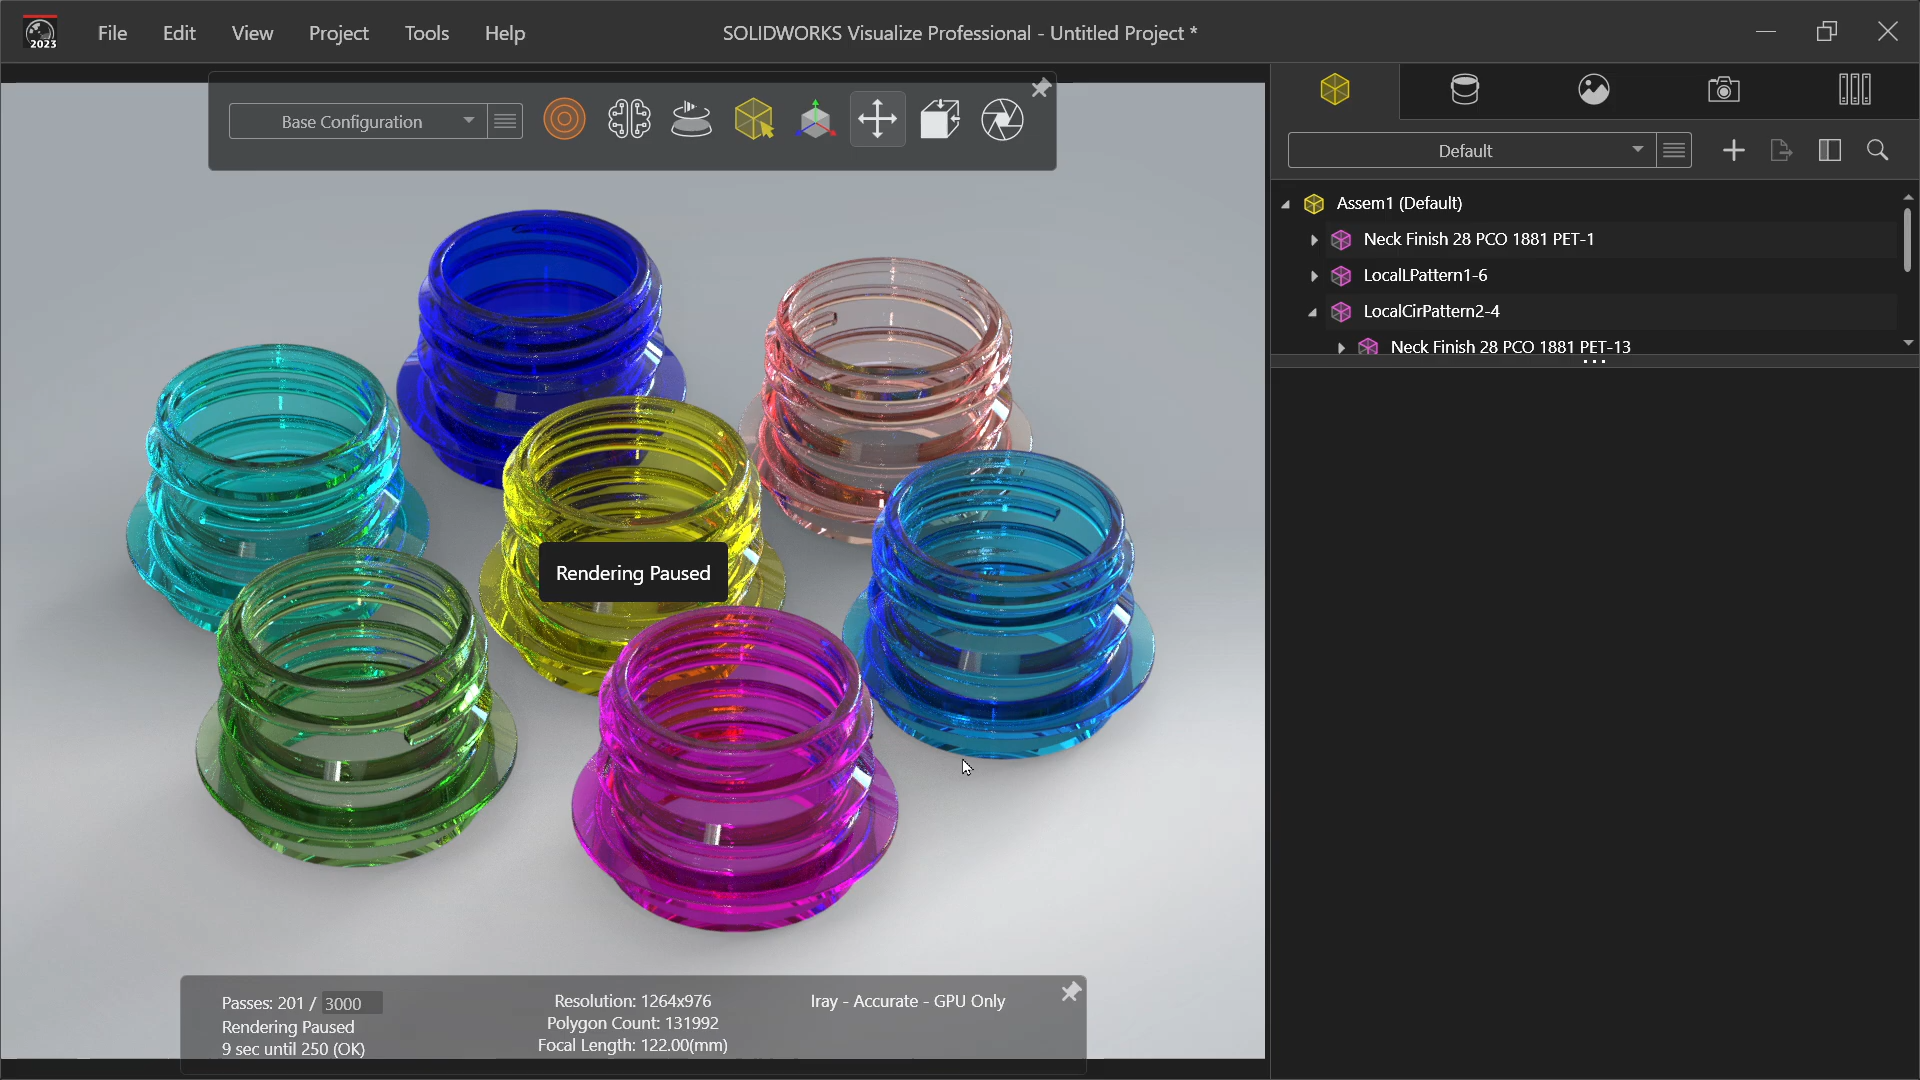 2023
File Edit View Project Tools Help
SOLIDWORKS Visualize Professional - Untitled Project *
Base Configuration
Default
Assem1 (Default)
Neck Finish 28 PCO 1881 PET-1
LocalLPattern1-6
LocalCirPattern2-4
Neck Finish 28 PCO 1881 PET-13
Rendering Paused
Passes: 201 / 3000
Rendering Paused
9 sec until 250 (OK)
Resolution: 1264x976
Polygon Count: 131992
Focal Length: 122.00(mm)
Iray - Accurate - GPU Only